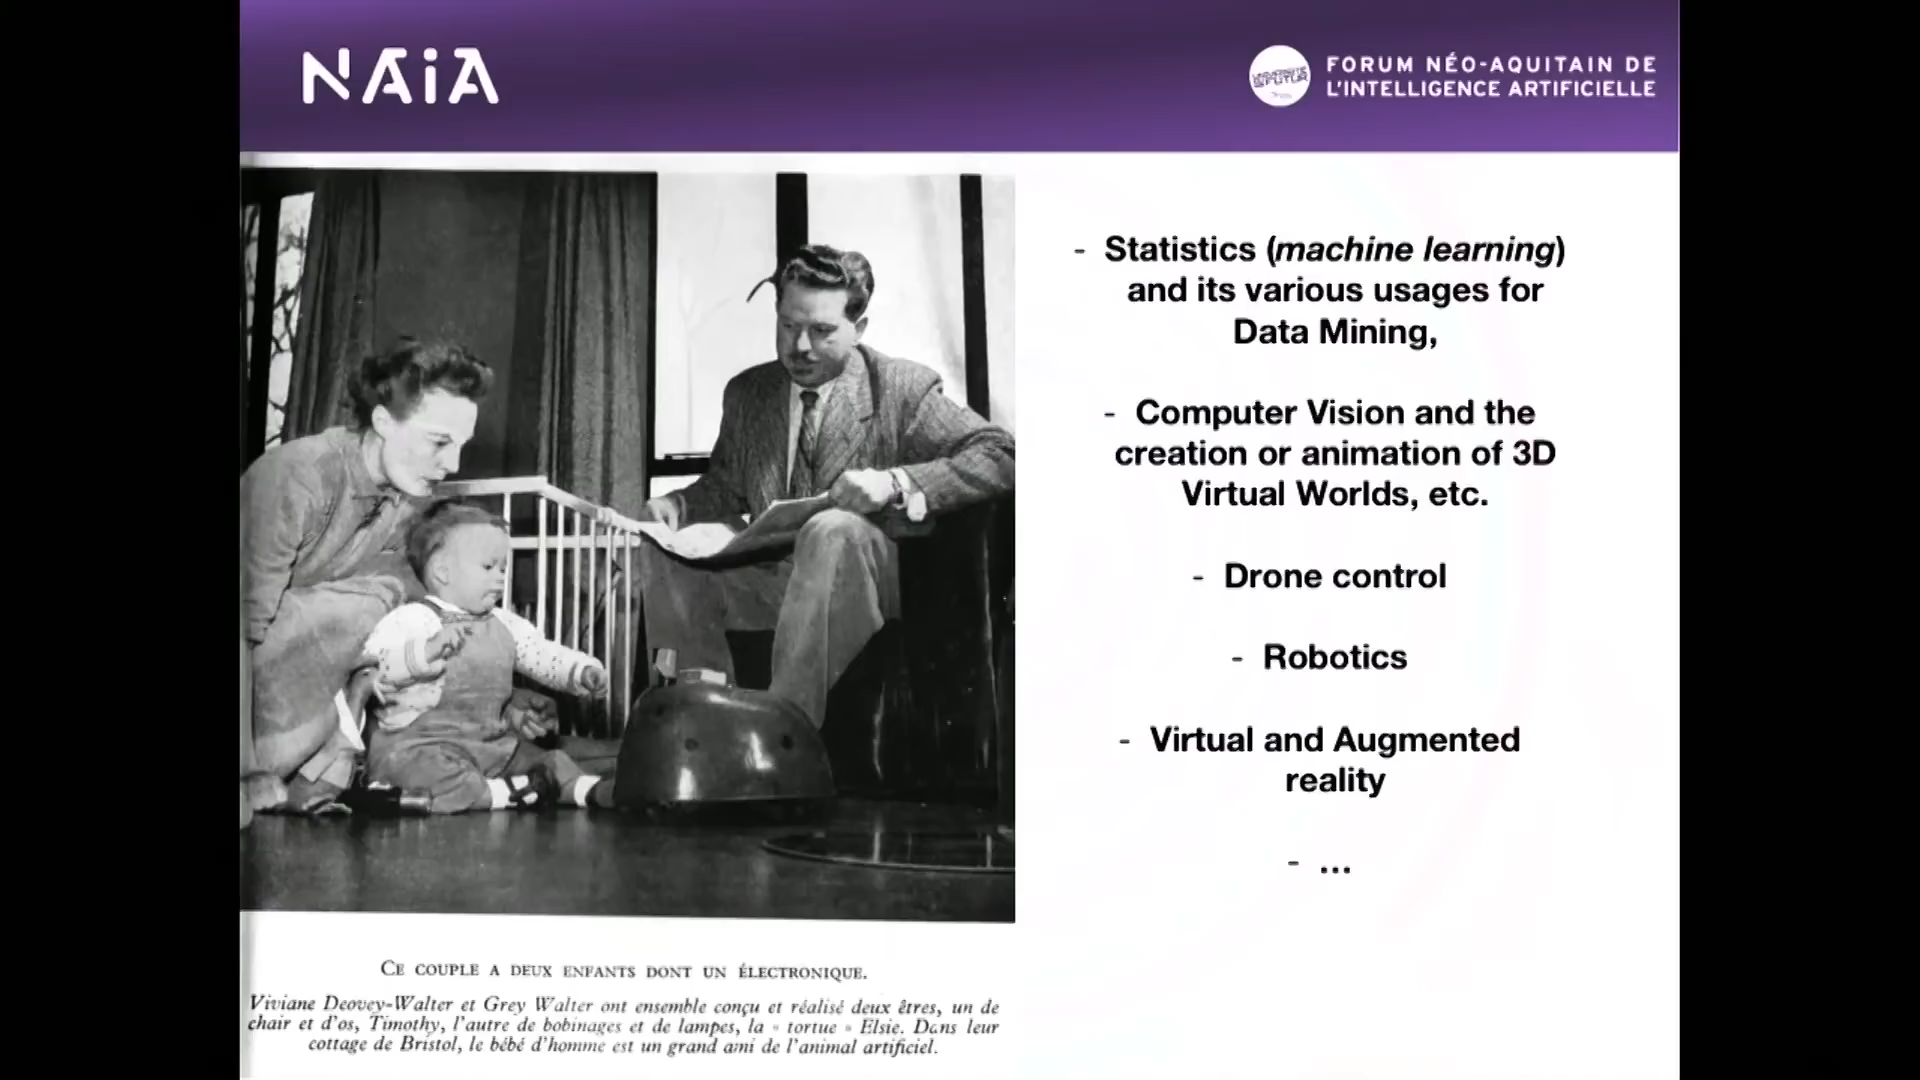 NAiA
FORUM NÉO-AQUITAIN DE
L'INTELLIGENCE ARTIFICIELLE
- Statistics (machine learning)
and its various usages for
Data Mining,
- Computer Vision and the
creation or animation of 3D
Virtual Worlds, etc.
- Drone control
- Robotics
- Virtual and Augmented
reality
- ...
CE COUPLE A DEUX ENFANTS DONT UN ÉLECTRONIQUE.
Viviane Deovey-Walter et Grey Walter ont ensemble conçu et réalisé deux êtres, un de
chair et d'os, Timothy, l'autre de bobinages et de lampes, la « tortue » Elsie. Dans leur
cottage de Bristol, le bébé d'homme est un grand ami de l'animal artificiel.